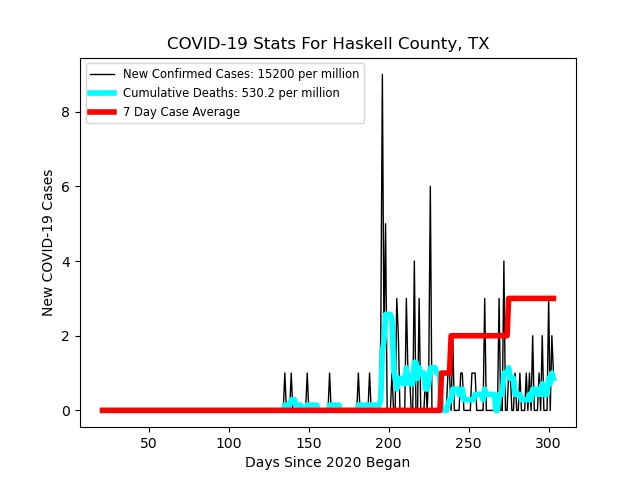 COVID-19 Stats For Haskell County, TX
New Confirmed Cases: 15200 per million
Cumulative Deaths: 530.2 per million
7 Day Case Average
New COVID-19 Cases
8
6
4
2
0
50 100 150 200 250 300
Days Since 2020 Began